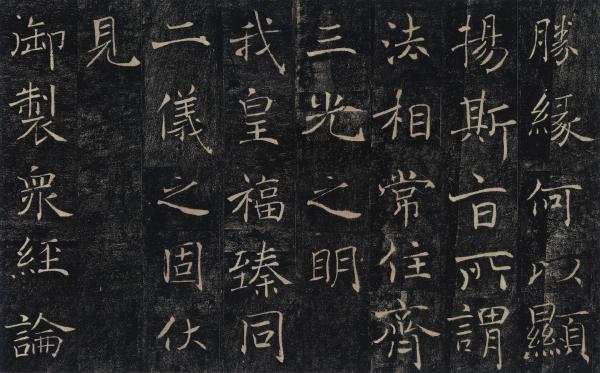 勝緣何以顯
揚斯旨所謂
法相常住齊
三光之明
我皇福臻同
二儀之固伏
見
御製衆經論